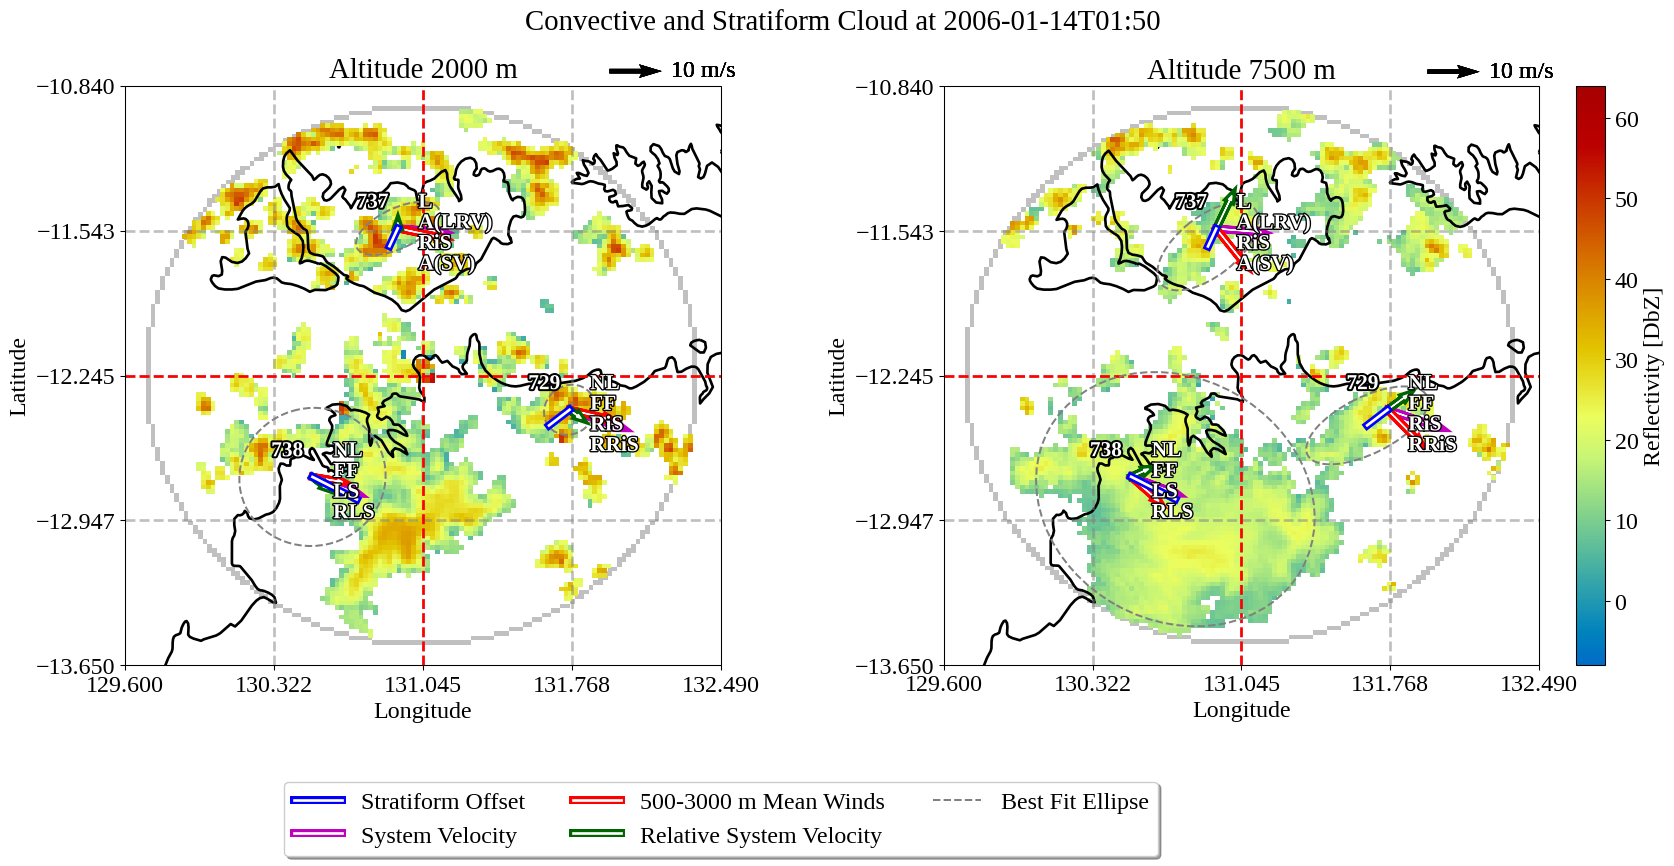 Convective and Stratiform Cloud at 2006-01-14T01:50
Altitude 2000 m
10 m/s
−10.840
−11.543
−12.245
−12.947
−13.650
129.600
130.322
131.045
131.768
132.490
Latitude
Longitude
737
L
A(LRV)
RiS
A(SV)
729
NL
FF
RiS
RRiS
738
NL
FF
LS
RLS
Altitude 7500 m
10 m/s
−10.840
−11.543
−12.245
−12.947
−13.650
129.600
130.322
131.045
131.768
132.490
Latitude
Longitude
737
L
A(LRV)
RiS
A(SV)
729
NL
FF
RiS
RRiS
738
NL
FF
LS
RLS
60
50
40
30
20
10
0
Reflectivity [DbZ]
Stratiform Offset
System Velocity
500-3000 m Mean Winds
Relative System Velocity
Best Fit Ellipse